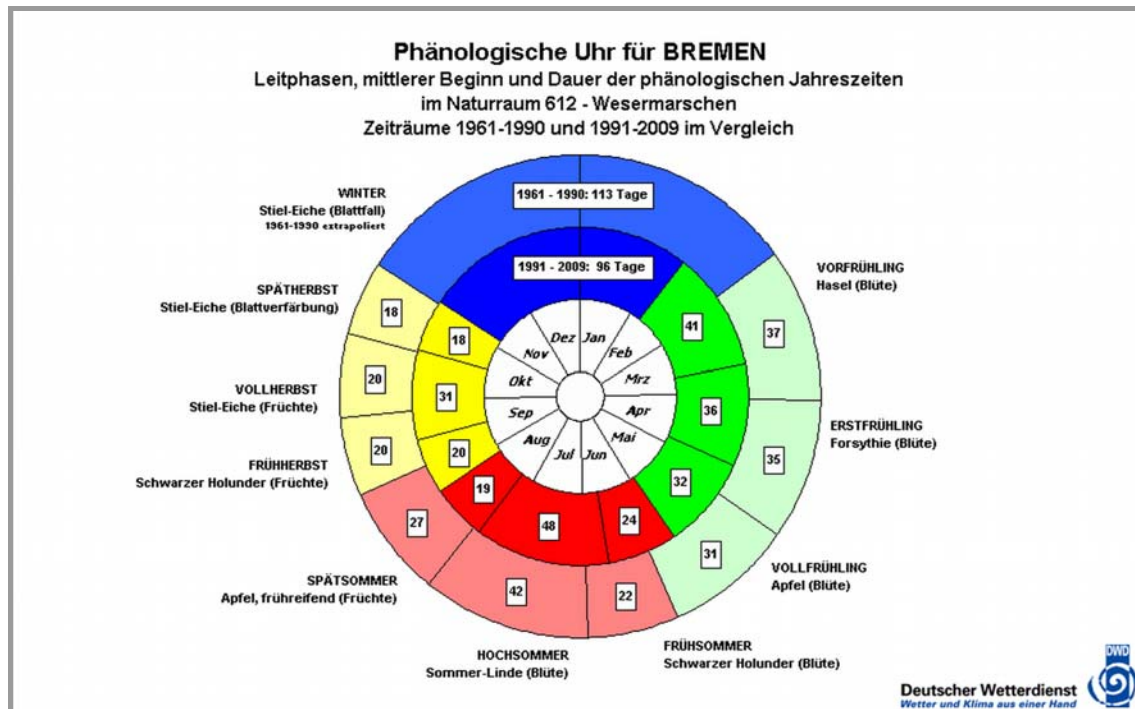 Phänologische Uhr für BREMEN
Leitphasen, mittlerer Beginn und Dauer der phänologischen Jahreszeiten
im Naturraum 612 - Wesermarschen
Zeiträume 1961-1990 und 1991-2009 im Vergleich
WINTER
Stiel-Eiche (Blattfall)
1961-1990 extrapoliert
1961 - 1990: 113 Tage
1991 - 2009: 96 Tage
VORFRÜHLING
Hasel (Blüte)
37
41
ERSTFRÜHLING
Forsythie (Blüte)
35
36
VOLLFRÜHLING
Apfel (Blüte)
31
32
FRÜHSOMMER
Schwarzer Holunder (Blüte)
22
24
HOCHSOMMER
Sommer-Linde (Blüte)
42
48
SPÄTSOMMER
Apfel, frühreifend (Früchte)
27
19
FRÜHHERBST
Schwarzer Holunder (Früchte)
20
20
VOLLHERBST
Stiel-Eiche (Früchte)
20
31
SPÄTHERBST
Stiel-Eiche (Blattverfärbung)
18
18
Jan
Feb
Mrz
Apr
Mai
Jun
Jul
Aug
Sep
Okt
Nov
Dez
Deutscher Wetterdienst
Wetter und Klima aus einer Hand
DWD